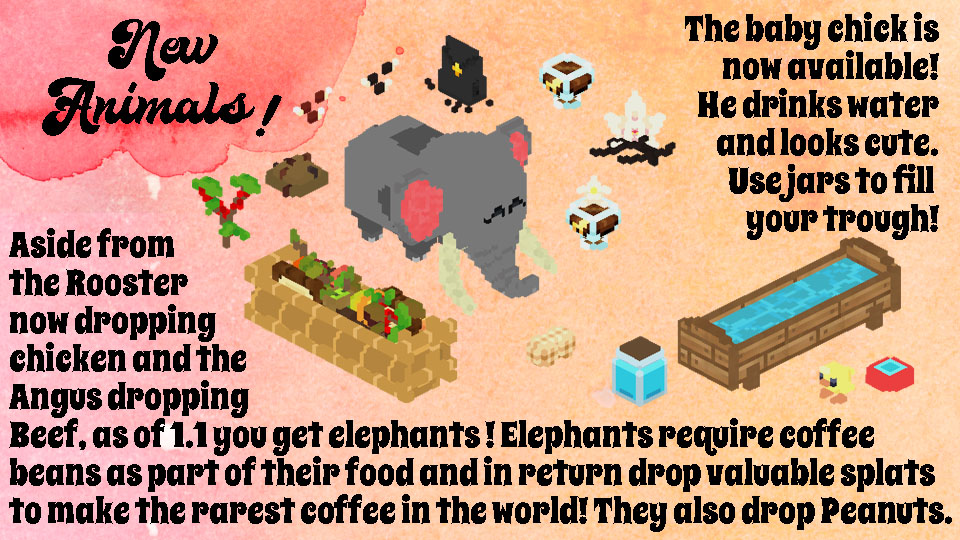 New
Animals!
The baby chick is
now available!
He drinks water
and looks cute.
Use jars to fill
your trough!
Aside from
the Rooster
now dropping
chicken and the
Angus dropping
Beef, as of 1.1 you get elephants! Elephants require coffee
beans as part of their food and in return drop valuable splats
to make the rarest coffee in the world! They also drop Peanuts.